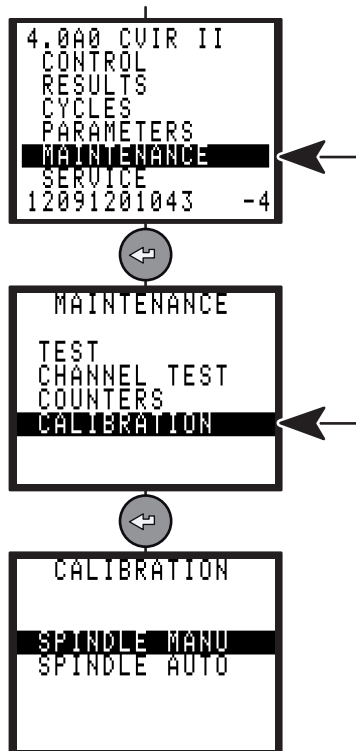 4.0A0 CVIR II
CONTROL
RESULTS
CYCLES
PARAMETERS
MAINTENANCE
SERVICE
12091201043 -4
MAINTENANCE
TEST
CHANNEL TEST
COUNTERS
CALIBRATION
CALIBRATION
SPINDLE MANU
SPINDLE AUTO